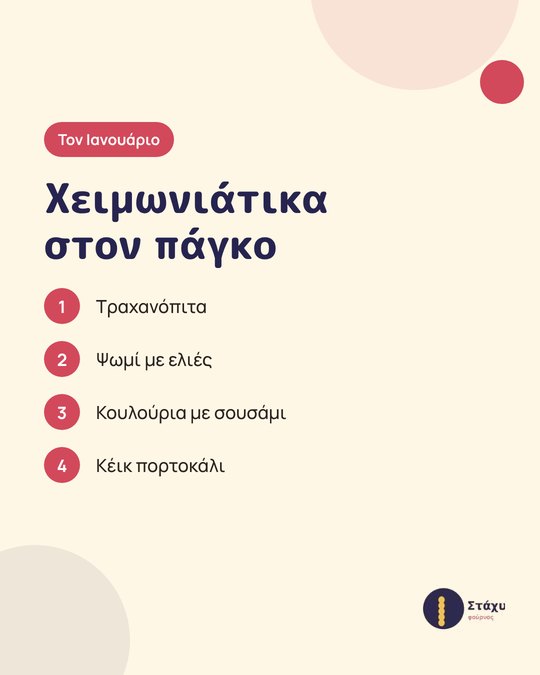 Τον Ιανουάριο
Χειμωνιάτικα
στον πάγκο
1 Τραχανόπιτα
2 Ψωμί με ελιές
3 Κουλούρια με σουσάμι
4 Κέικ πορτοκάλι
Στάχυ
φούρνος